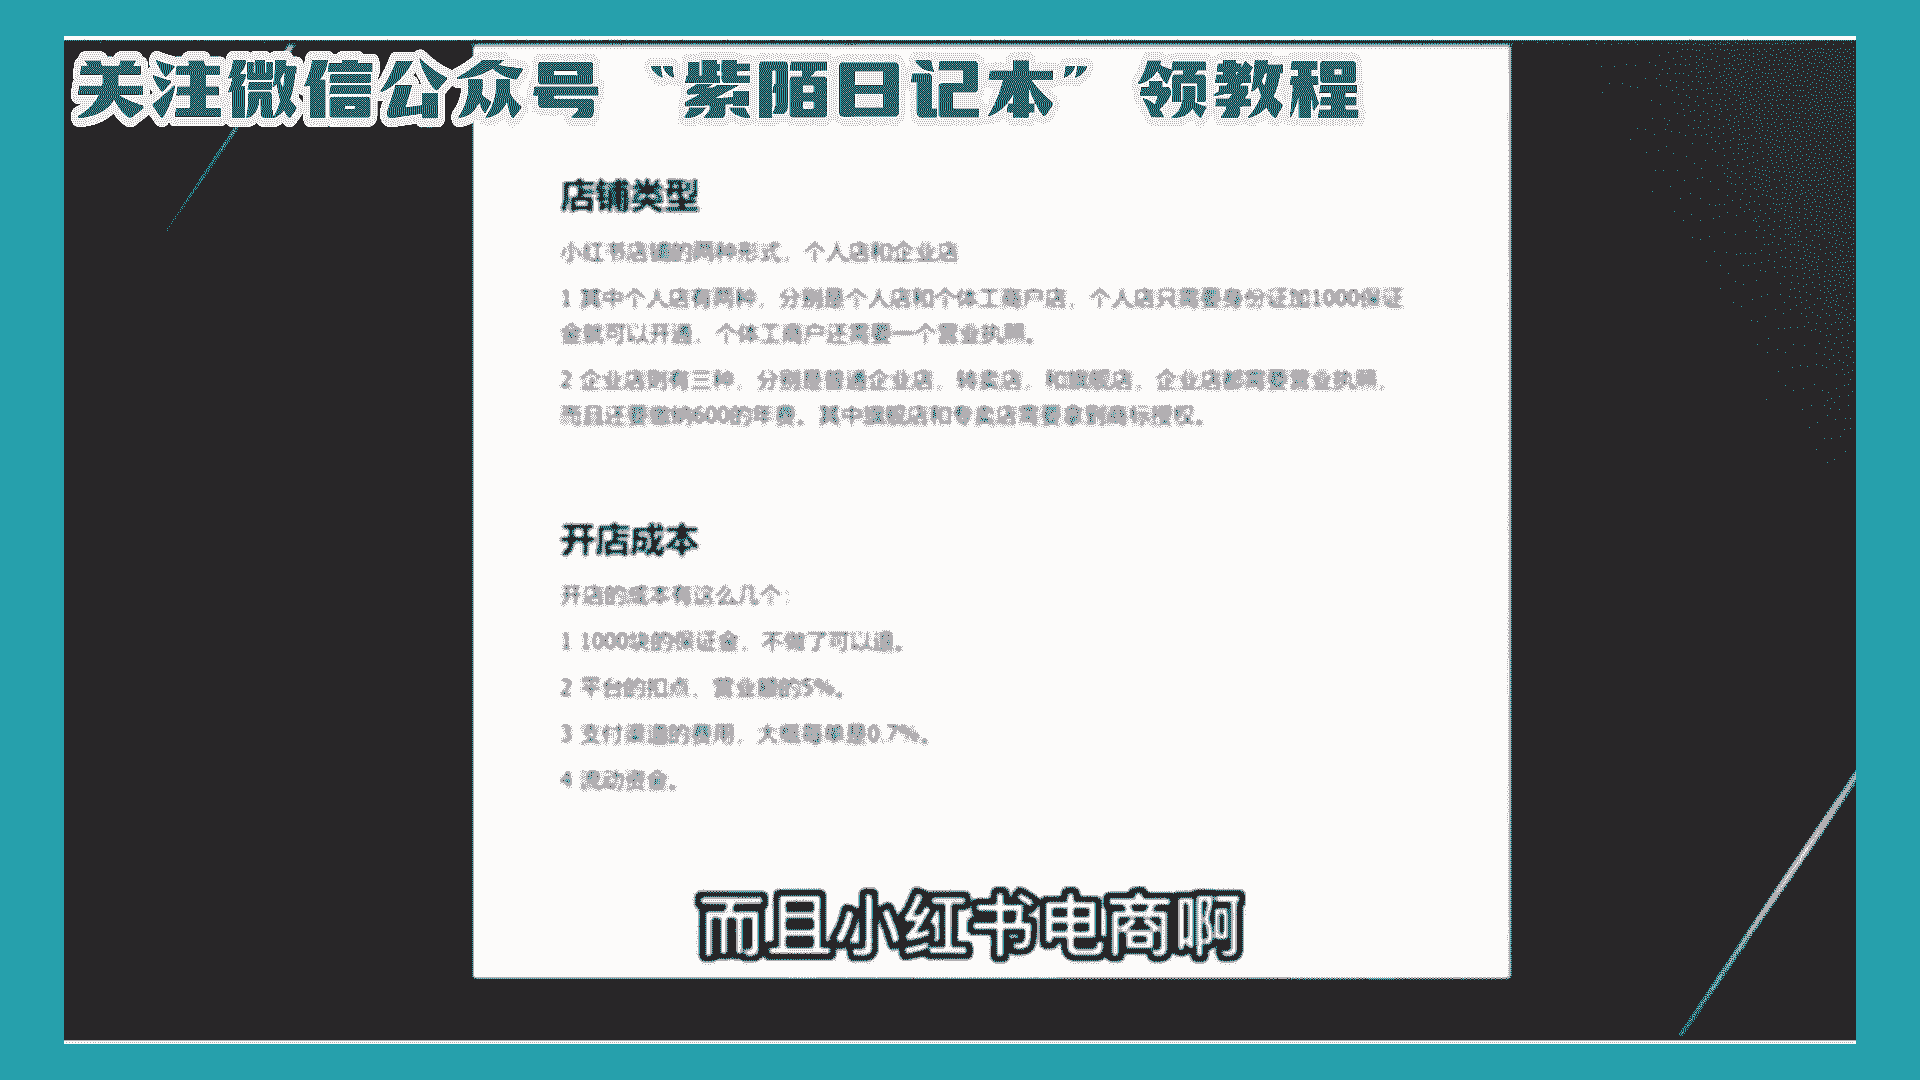 关注微信公众号 “紫陌日记本” 领教程
店铺类型
小红书店铺的两种形式，个人店和企业店
1 其中个人店有两种，分别是个人店和个体工商户店，个人店只需要身份证加1000保证
金就可以开通，个体工商户还需要一个营业执照。
2 企业店则有三种，分别是普通企业店，转卖店，和旗舰店，企业店都需要营业执照，
而且还要缴纳600的年费。其中旗舰店和专卖店需要拿到商标授权。
开店成本
开店的成本有这么几个：
1 1000块的保证金，不做了可以退。
2 平台的扣点，营业额的5%。
3 支付渠道的费用，大概每单是0.7%。
4 流动资金。
而且小红书电商啊